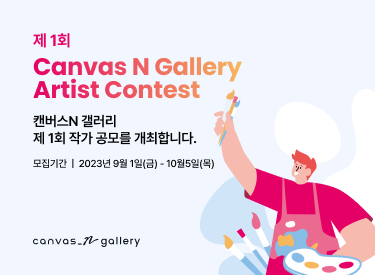 제 1회
Canvas N Gallery
Artist Contest
캔버스N 갤러리
제 1회 작가 공모를 개최합니다.
모집기간 | 2023년 9월 1일(금) - 10월5일(목)
canvas_n gallery